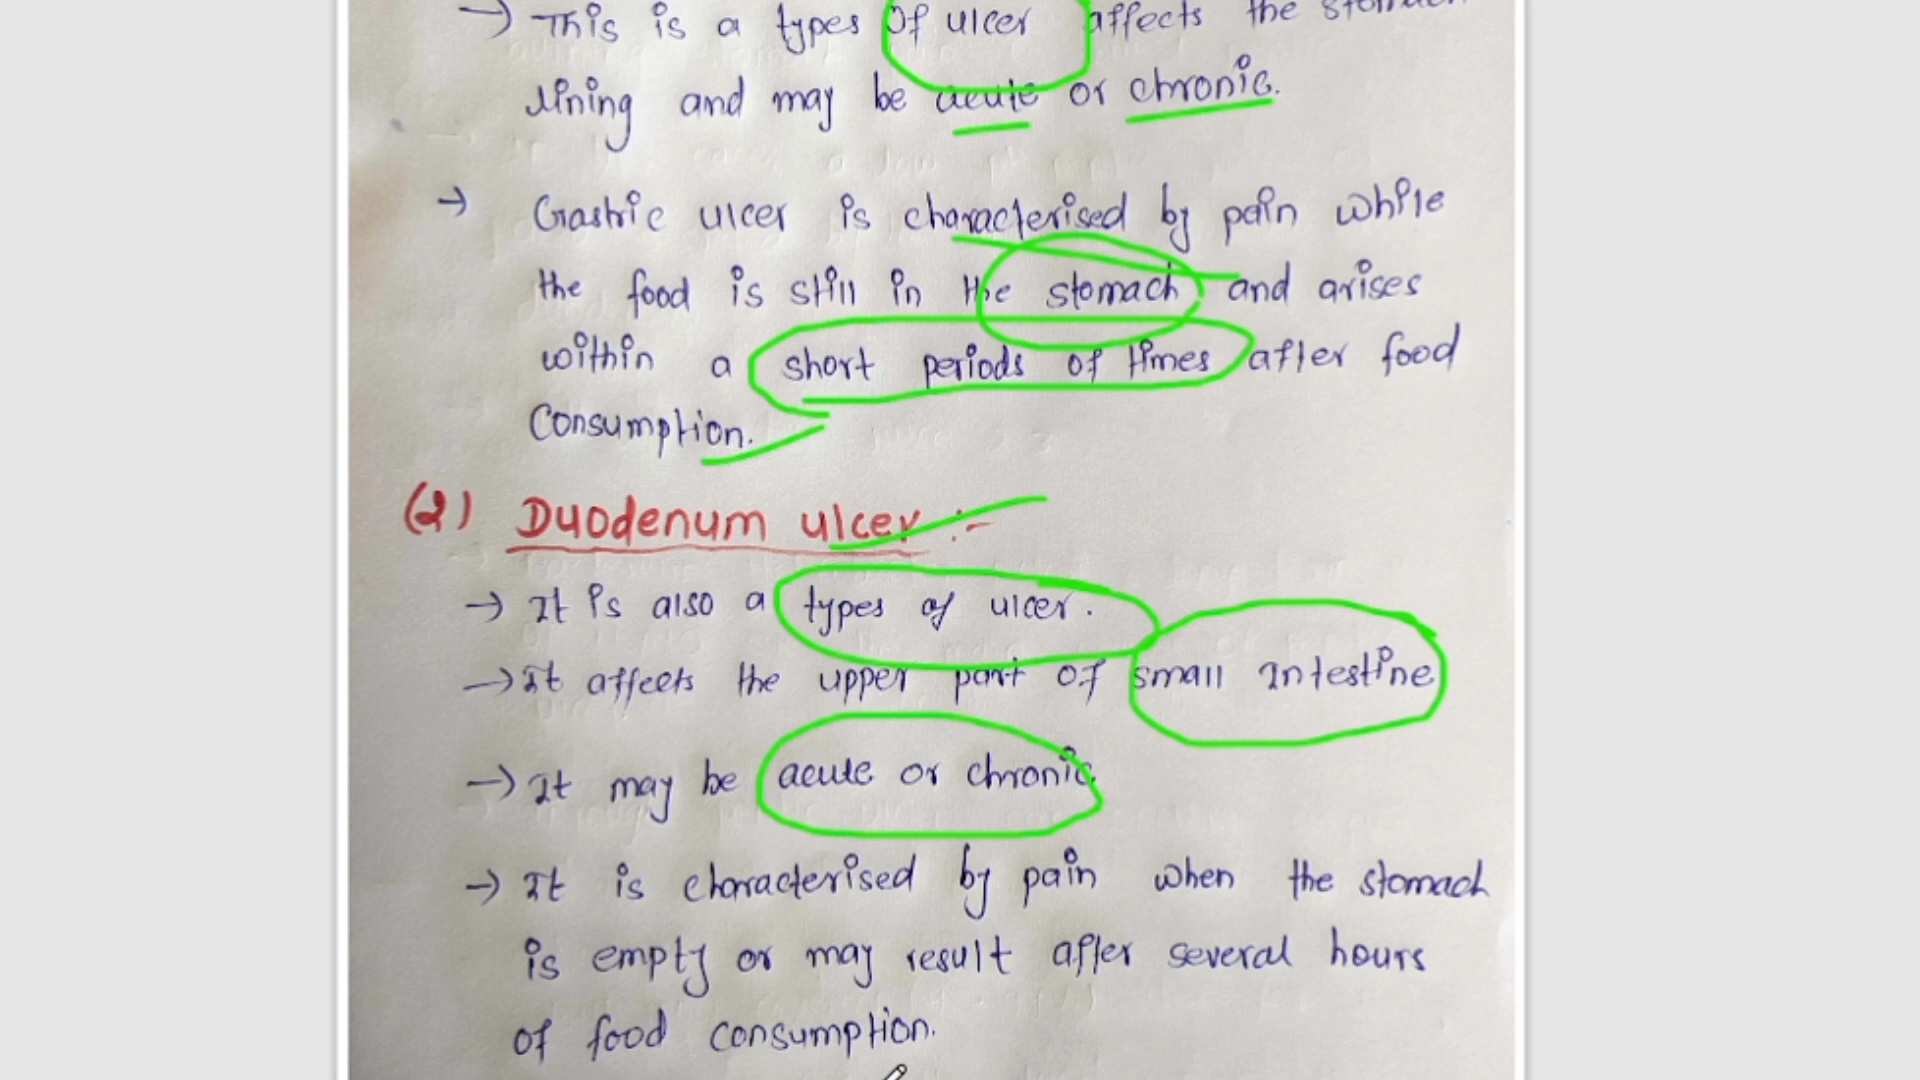 → This is a types of ulcer affects the stomach
lining and may be acute or chronic.
→ Gastric ulcer is characterised by pain while
the food is still in the stomach and arises
within a short periods of times after food
Consumption.
(2) Duodenum ulcer :-
→ It is also a types of ulcer.
→ It affects the upper part of small Intestine
→ It may be acute or chronic.
→ It is characterised by pain when the stomach
is empty or may result after several hours
of food consumption.